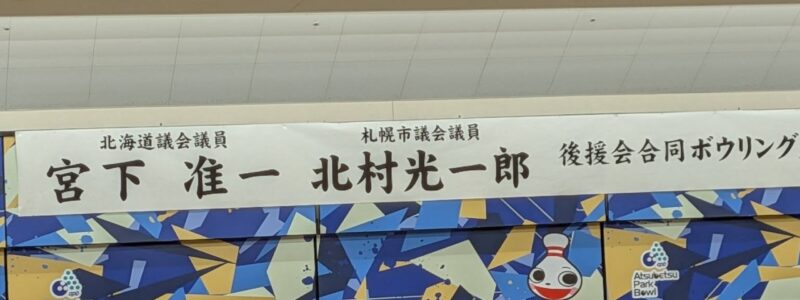 北海道議会議員
宮下 准一
札幌市議会議員
北村光一郎
後援会合同ボウリング
Atsubetsu
Park
Bowl